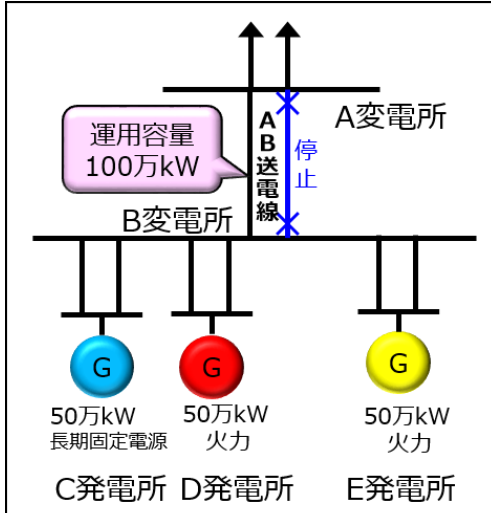 運用容量
100万kW
AB送電線
停止
A変電所
B変電所
G
G
G
50万kW
長期固定電源
50万kW
火力
50万kW
火力
C発電所
D発電所
E発電所